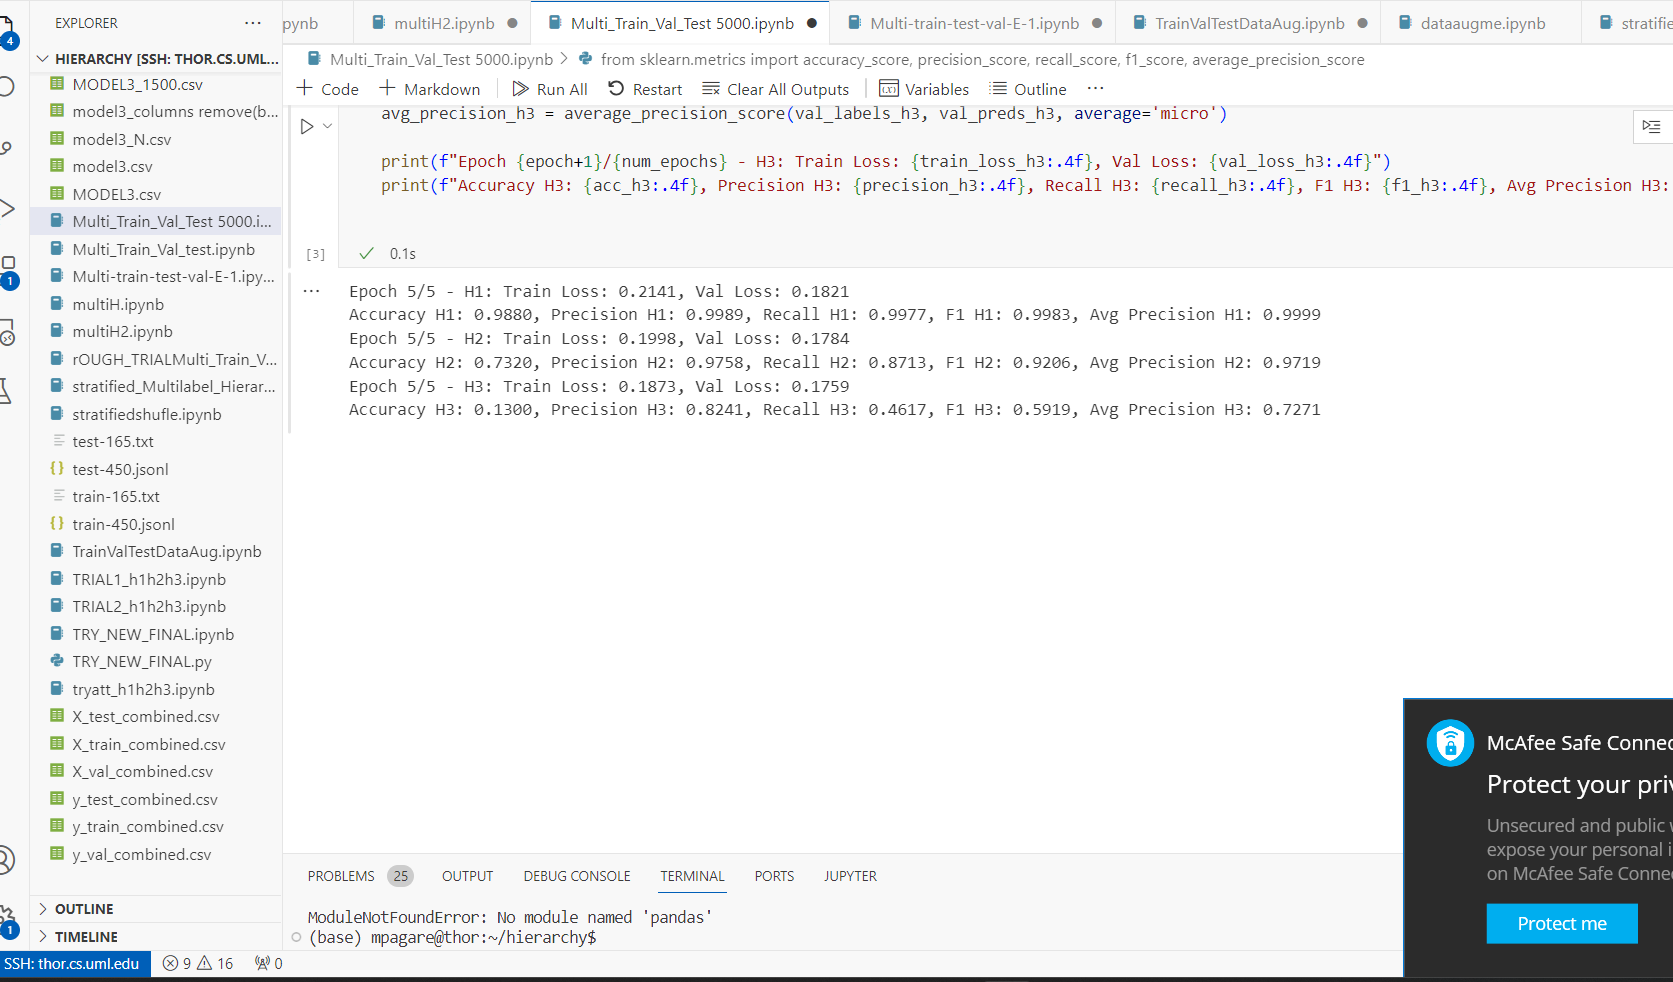 EXPLORER
HIERARCHY [SSH: THOR.CS.UML....
MODEL3_1500.csv
model3_columns remove(b...
model3_N.csv
model3.csv
MODEL3.csv
Multi_Train_Val_Test 5000.i...
Multi_Train_Val_test.ipynb
Multi-train-test-val-E-1.ipy...
multiH.ipynb
multiH2.ipynb
rOUGH_TRIALMulti_Train_V...
stratified_Multilabel_Hierar...
stratifiedshufle.ipynb
test-165.txt
test-450.jsonl
train-165.txt
train-450.jsonl
TrainValTestDataAug.ipynb
TRIAL1_h1h2h3.ipynb
TRIAL2_h1h2h3.ipynb
TRY_NEW_FINAL.ipynb
TRY_NEW_FINAL.py
tryatt_h1h2h3.ipynb
X_test_combined.csv
X_train_combined.csv
X_val_combined.csv
y_test_combined.csv
y_train_combined.csv
y_val_combined.csv
OUTLINE
TIMELINE
4
1
1
pynb multiH2.ipynb Multi_Train_Val_Test 5000.ipynb Multi-train-test-val-E-1.ipynb TrainValTestDataAug.ipynb dataaugme.ipynb stratifie
Multi_Train_Val_Test 5000.ipynb > from sklearn.metrics import accuracy_score, precision_score, recall_score, f1_score, average_precision_score
+ Code + Markdown Run All Restart Clear All Outputs Variables Outline ...
avg_precision_h3 = average_precision_score(val_labels_h3, val_preds_h3, average='micro')
print(f"Epoch {epoch+1}/{num_epochs} - H3: Train Loss: {train_loss_h3:.4f}, Val Loss: {val_loss_h3:.4f}")
print(f"Accuracy H3: {acc_h3:.4f}, Precision H3: {precision_h3:.4f}, Recall H3: {recall_h3:.4f}, F1 H3: {f1_h3:.4f}, Avg Precision H3:
[3] 0.1s
Epoch 5/5 - H1: Train Loss: 0.2141, Val Loss: 0.1821
Accuracy H1: 0.9880, Precision H1: 0.9989, Recall H1: 0.9977, F1 H1: 0.9983, Avg Precision H1: 0.9999
Epoch 5/5 - H2: Train Loss: 0.1998, Val Loss: 0.1784
Accuracy H2: 0.7320, Precision H2: 0.9758, Recall H2: 0.8713, F1 H2: 0.9206, Avg Precision H2: 0.9719
Epoch 5/5 - H3: Train Loss: 0.1873, Val Loss: 0.1759
Accuracy H3: 0.1300, Precision H3: 0.8241, Recall H3: 0.4617, F1 H3: 0.5919, Avg Precision H3: 0.7271
PROBLEMS 25 OUTPUT DEBUG CONSOLE TERMINAL PORTS JUPYTER
ModuleNotFoundError: No module named 'pandas'
(base) mpagare@thor:~/hierarchy$
McAfee Safe Connec
Protect your priv
Unsecured and public w
expose your personal i
on McAfee Safe Connec
Protect me
SSH: thor.cs.uml.edu 9 16 0